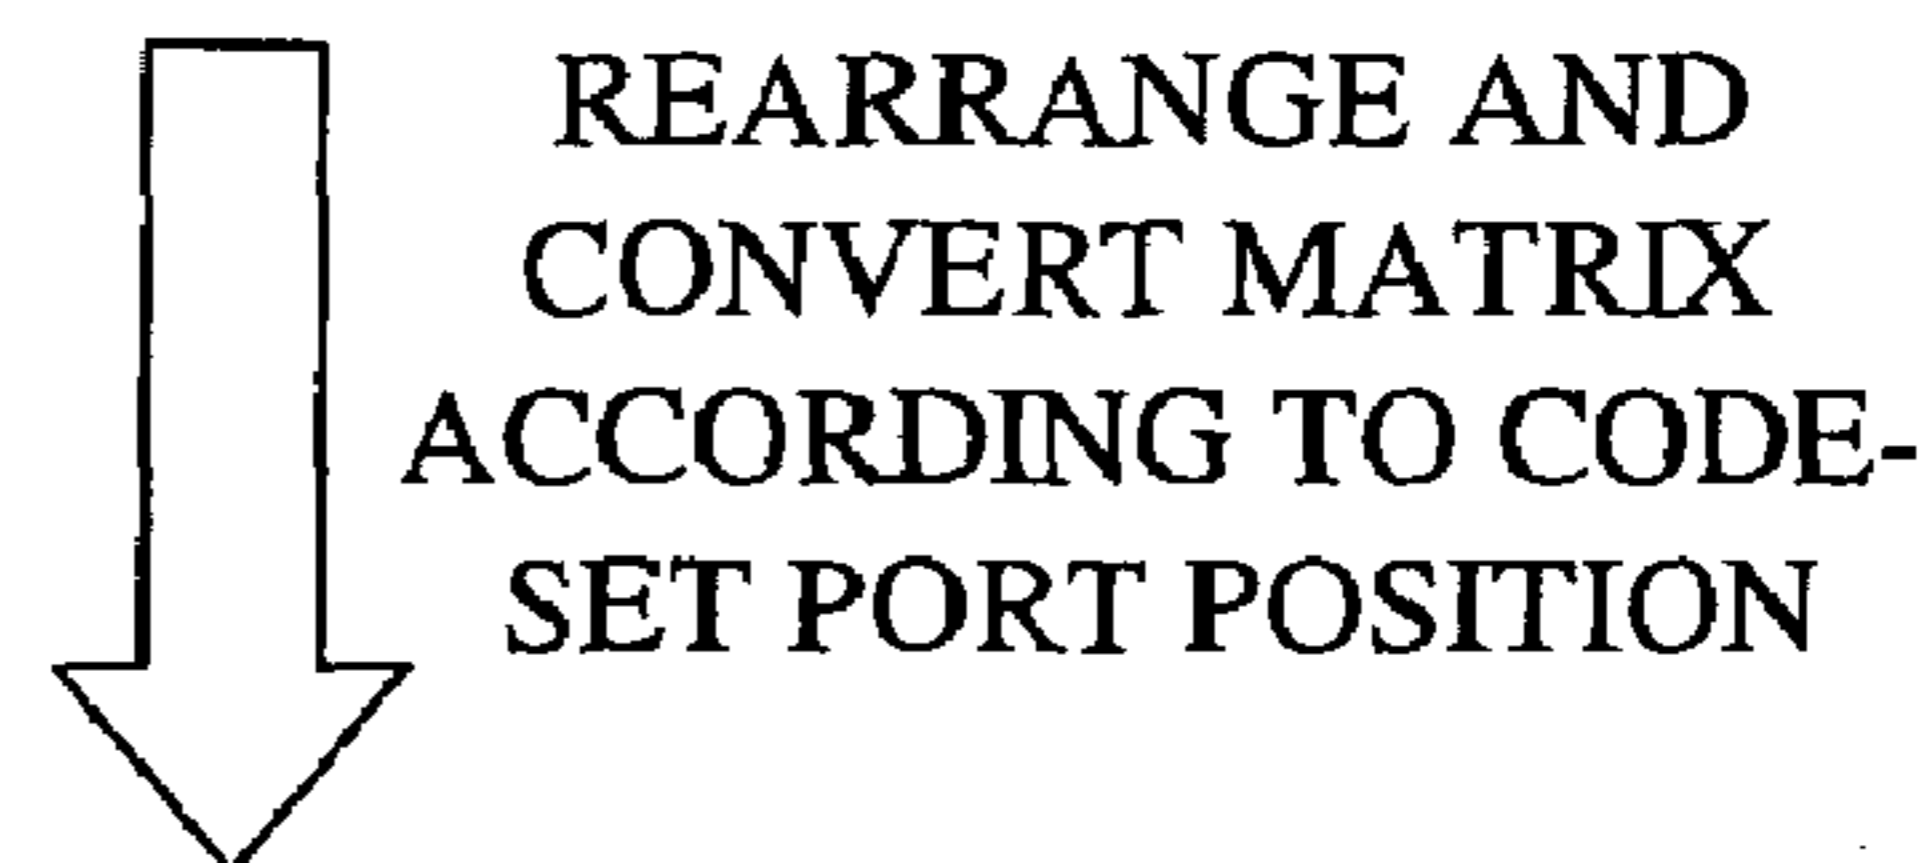 REARRANGE AND
CONVERT MATRIX
ACCORDING TO CODE-
SET PORT POSITION